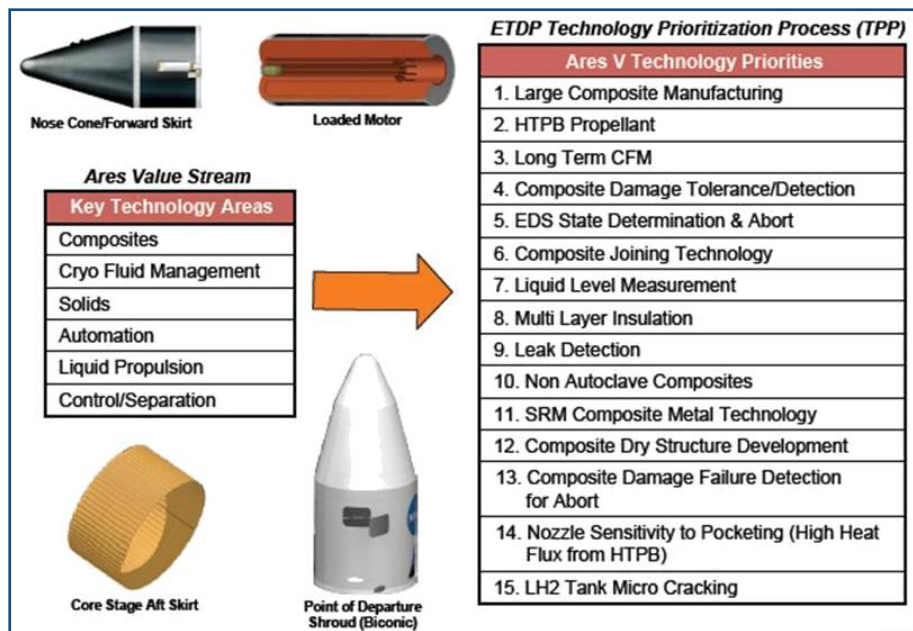 ETDP Technology Prioritization Process (TPP)
Nose Cone/Forward Skirt
Loaded Motor
Ares Value Stream
Key Technology Areas
Composites
Cryo Fluid Management
Solids
Automation
Liquid Propulsion
Control/Separation
Core Stage Aft Skirt
Point of Departure
Shroud (Biconic)
Ares V Technology Priorities
1. Large Composite Manufacturing
2. HTPB Propellant
3. Long Term CFM
4. Composite Damage Tolerance/Detection
5. EDS State Determination & Abort
6. Composite Joining Technology
7. Liquid Level Measurement
8. Multi Layer Insulation
9. Leak Detection
10. Non Autoclave Composites
11. SRM Composite Metal Technology
12. Composite Dry Structure Development
13. Composite Damage Failure Detection
for Abort
14. Nozzle Sensitivity to Pocketing (High Heat
Flux from HTPB)
15. LH2 Tank Micro Cracking